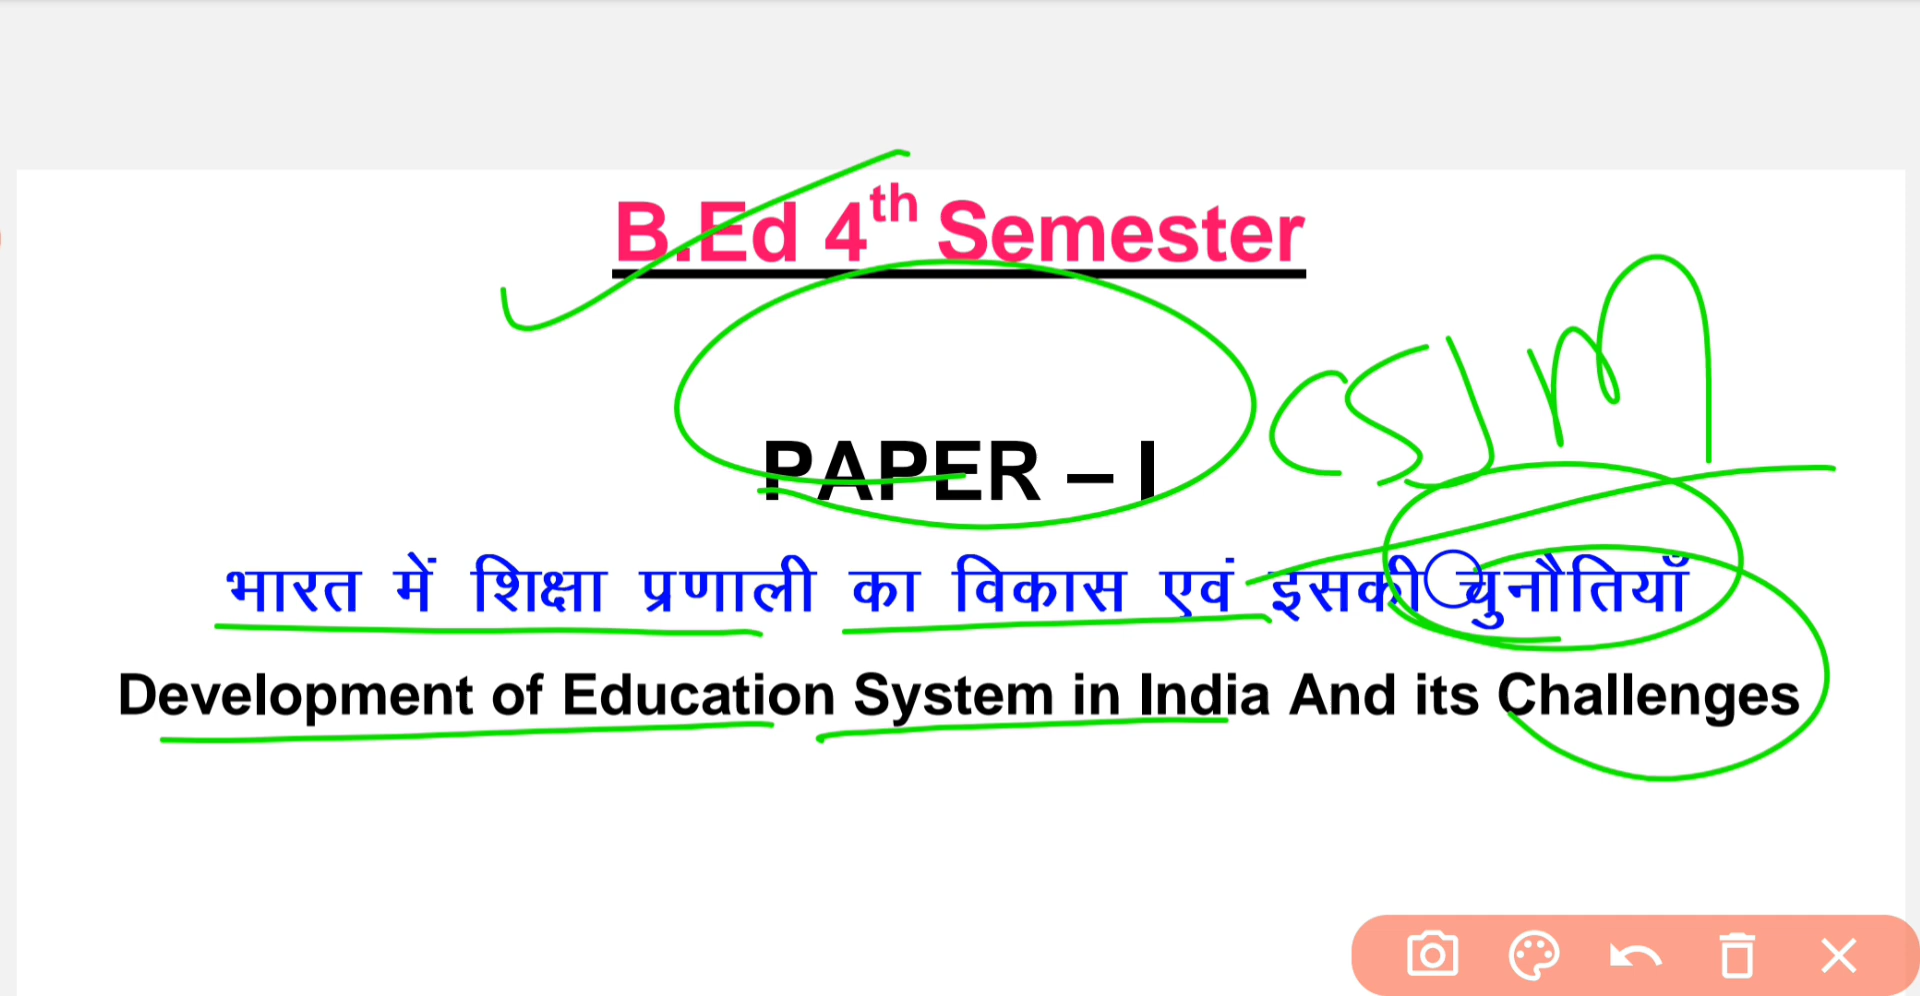 B.Ed 4th Semester
CSJM
PAPER – I
भारत में शिक्षा प्रणाली का विकास एवं इसकी चुनौतियाँ
Development of Education System in India And its Challenges